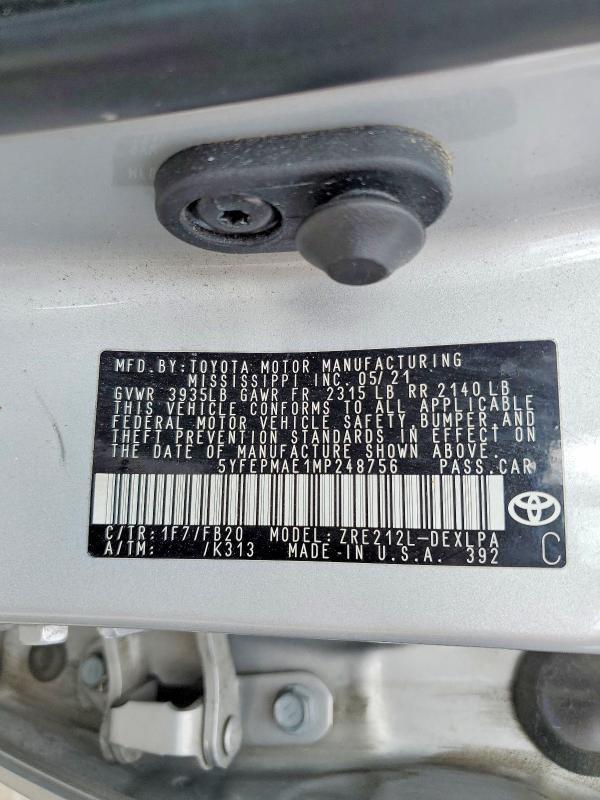 MFD.BY:TOYOTA MOTOR MANUFACTURING
MISSISSIPPI INC. 05/21
GVWR 3935LB GAWR FR 2315 LB RR 2140 LB
THIS VEHICLE CONFORMS TO ALL APPLICABLE
FEDERAL MOTOR VEHICLE SAFETY,BUMPER,AND
THEFT PREVENTION STANDARDS IN EFFECT ON
THE DATE OF MANUFACTURE SHOWN ABOVE.
5YFEPMAE1MP248756 PASS.CAR
C/TR:1F7/FB20 MODEL:ZRE212L-DEXLPA
A/TM: /K313 MADE IN U.S.A. 392 C